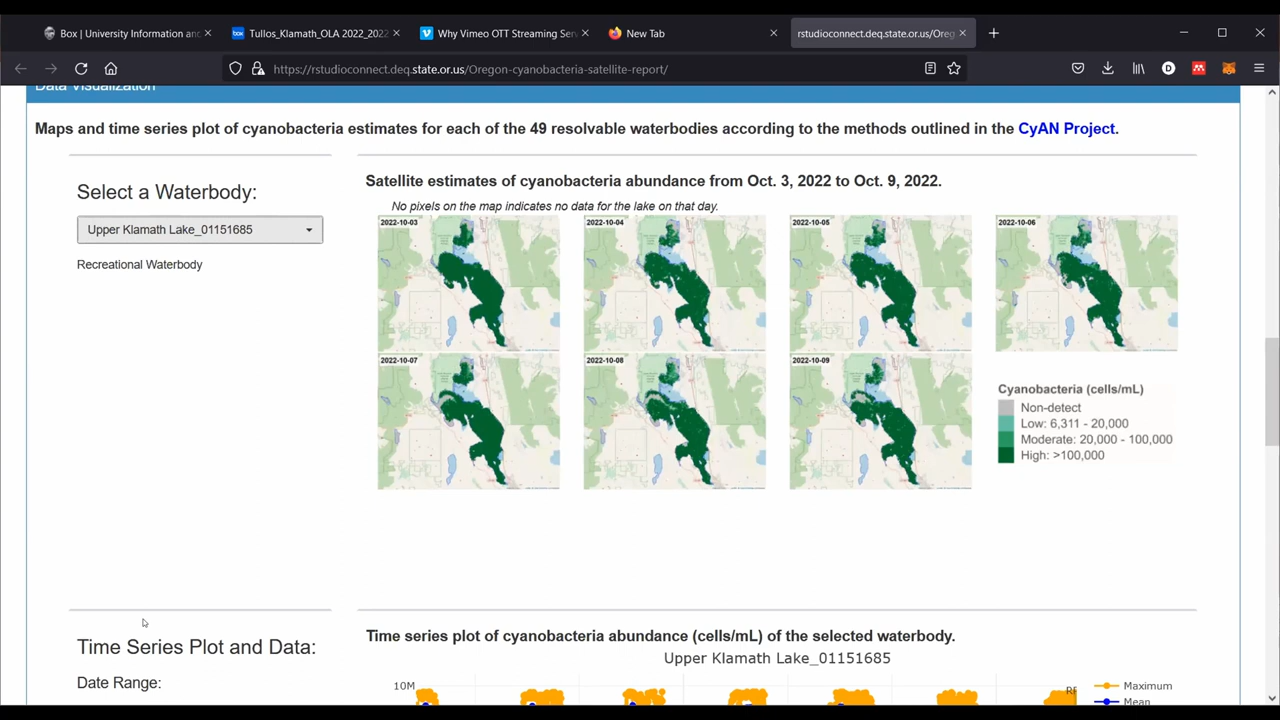 Box | University Information and
Tullos_Klamath_OLA 2022_2022
Why Vimeo OTT Streaming Serv
New Tab
rstudioconnect.deq.state.or.us/Oreg
https://rstudioconnect.deq.state.or.us/Oregon-cyanobacteria-satellite-report/
Data Visualization
Maps and time series plot of cyanobacteria estimates for each of the 49 resolvable waterbodies according to the methods outlined in the CyAN Project.
Select a Waterbody:
Upper Klamath Lake_01151685
Recreational Waterbody
Satellite estimates of cyanobacteria abundance from Oct. 3, 2022 to Oct. 9, 2022.
No pixels on the map indicates no data for the lake on that day.
2022-10-03
2022-10-04
2022-10-05
2022-10-06
2022-10-07
2022-10-08
2022-10-09
Cyanobacteria (cells/mL)
Non-detect
Low: 6,311 - 20,000
Moderate: 20,000 - 100,000
High: >100,000
Time Series Plot and Data:
Date Range:
Time series plot of cyanobacteria abundance (cells/mL) of the selected waterbody.
Upper Klamath Lake_01151685
10M
Maximum
Mean